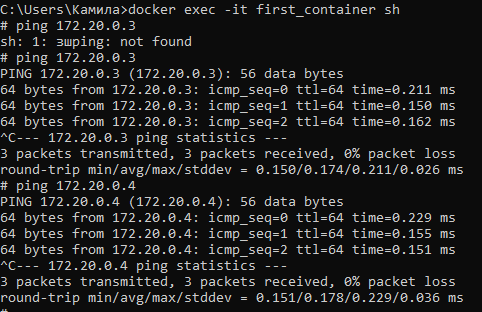 C:\Users\Камила>docker exec -it first_container sh
# ping 172.20.0.3
sh: 1: зшping: not found
# ping 172.20.0.3
PING 172.20.0.3 (172.20.0.3): 56 data bytes
64 bytes from 172.20.0.3: icmp_seq=0 ttl=64 time=0.211 ms
64 bytes from 172.20.0.3: icmp_seq=1 ttl=64 time=0.150 ms
64 bytes from 172.20.0.3: icmp_seq=2 ttl=64 time=0.162 ms
^C--- 172.20.0.3 ping statistics ---
3 packets transmitted, 3 packets received, 0% packet loss
round-trip min/avg/max/stddev = 0.150/0.174/0.211/0.026 ms
# ping 172.20.0.4
PING 172.20.0.4 (172.20.0.4): 56 data bytes
64 bytes from 172.20.0.4: icmp_seq=0 ttl=64 time=0.229 ms
64 bytes from 172.20.0.4: icmp_seq=1 ttl=64 time=0.155 ms
64 bytes from 172.20.0.4: icmp_seq=2 ttl=64 time=0.151 ms
^C--- 172.20.0.4 ping statistics ---
3 packets transmitted, 3 packets received, 0% packet loss
round-trip min/avg/max/stddev = 0.151/0.178/0.229/0.036 ms
#